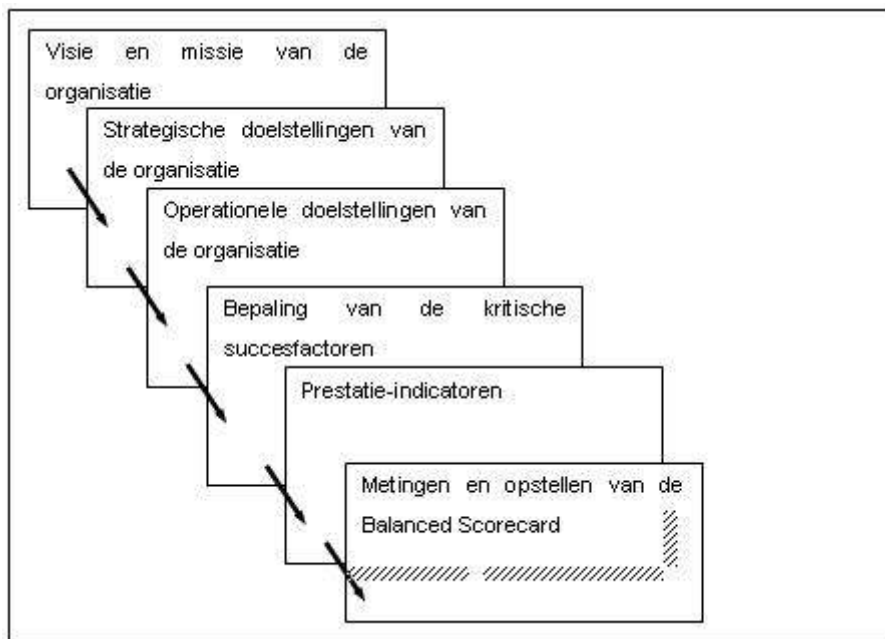 Visie en missie van de
organisatie
Strategische doelstellingen van
de organisatie
Operationele doelstellingen van
de organisatie
Bepaling van de kritische
succesfactoren
Prestatie-indicatoren
Metingen en opstellen van de
Balanced Scorecard